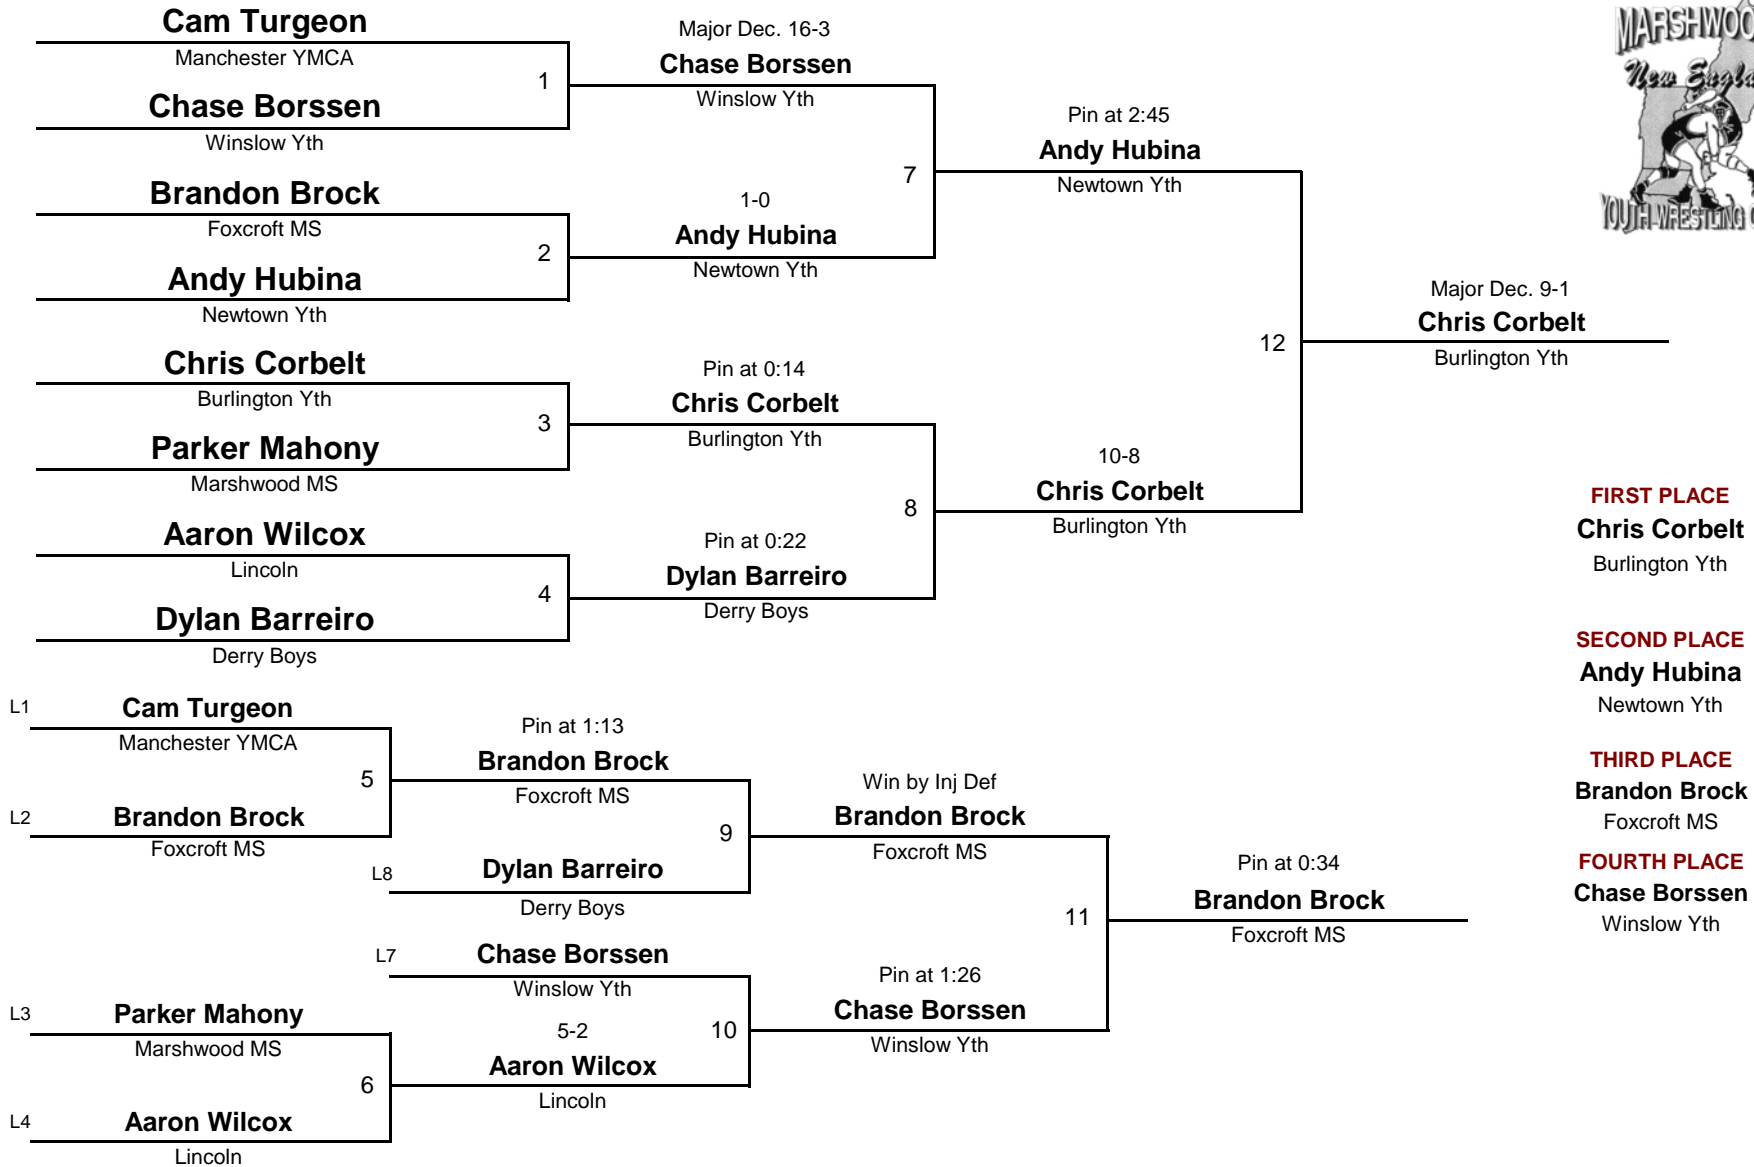 Cam Turgeon
Manchester YMCA
1
Chase Borssen
Winslow Yth
Brandon Brock
Foxcroft MS
2
Andy Hubina
Newtown Yth
Chris Corbelt
Burlington Yth
3
Parker Mahony
Marshwood MS
Aaron Wilcox
Lincoln
4
Dylan Barreiro
Derry Boys
Major Dec. 16-3
Chase Borssen
Winslow Yth
7
1-0
Andy Hubina
Newtown Yth
Pin at 0:14
Chris Corbelt
Burlington Yth
8
Pin at 0:22
Dylan Barreiro
Derry Boys
Pin at 2:45
Andy Hubina
Newtown Yth
12
10-8
Chris Corbelt
Burlington Yth
Major Dec. 9-1
Chris Corbelt
Burlington Yth
L1
Cam Turgeon
Manchester YMCA
5
L2
Brandon Brock
Foxcroft MS
L3
Parker Mahony
Marshwood MS
6
L4
Aaron Wilcox
Lincoln
Pin at 1:13
Brandon Brock
Foxcroft MS
9
L8
Dylan Barreiro
Derry Boys
L7
Chase Borssen
Winslow Yth
10
5-2
Aaron Wilcox
Lincoln
Win by Inj Def
Brandon Brock
Foxcroft MS
11
Pin at 1:26
Chase Borssen
Winslow Yth
Pin at 0:34
Brandon Brock
Foxcroft MS
MARSHWOO
New Engla
YOUTH WRESTLING C
FIRST PLACE
Chris Corbelt
Burlington Yth
SECOND PLACE
Andy Hubina
Newtown Yth
THIRD PLACE
Brandon Brock
Foxcroft MS
FOURTH PLACE
Chase Borssen
Winslow Yth